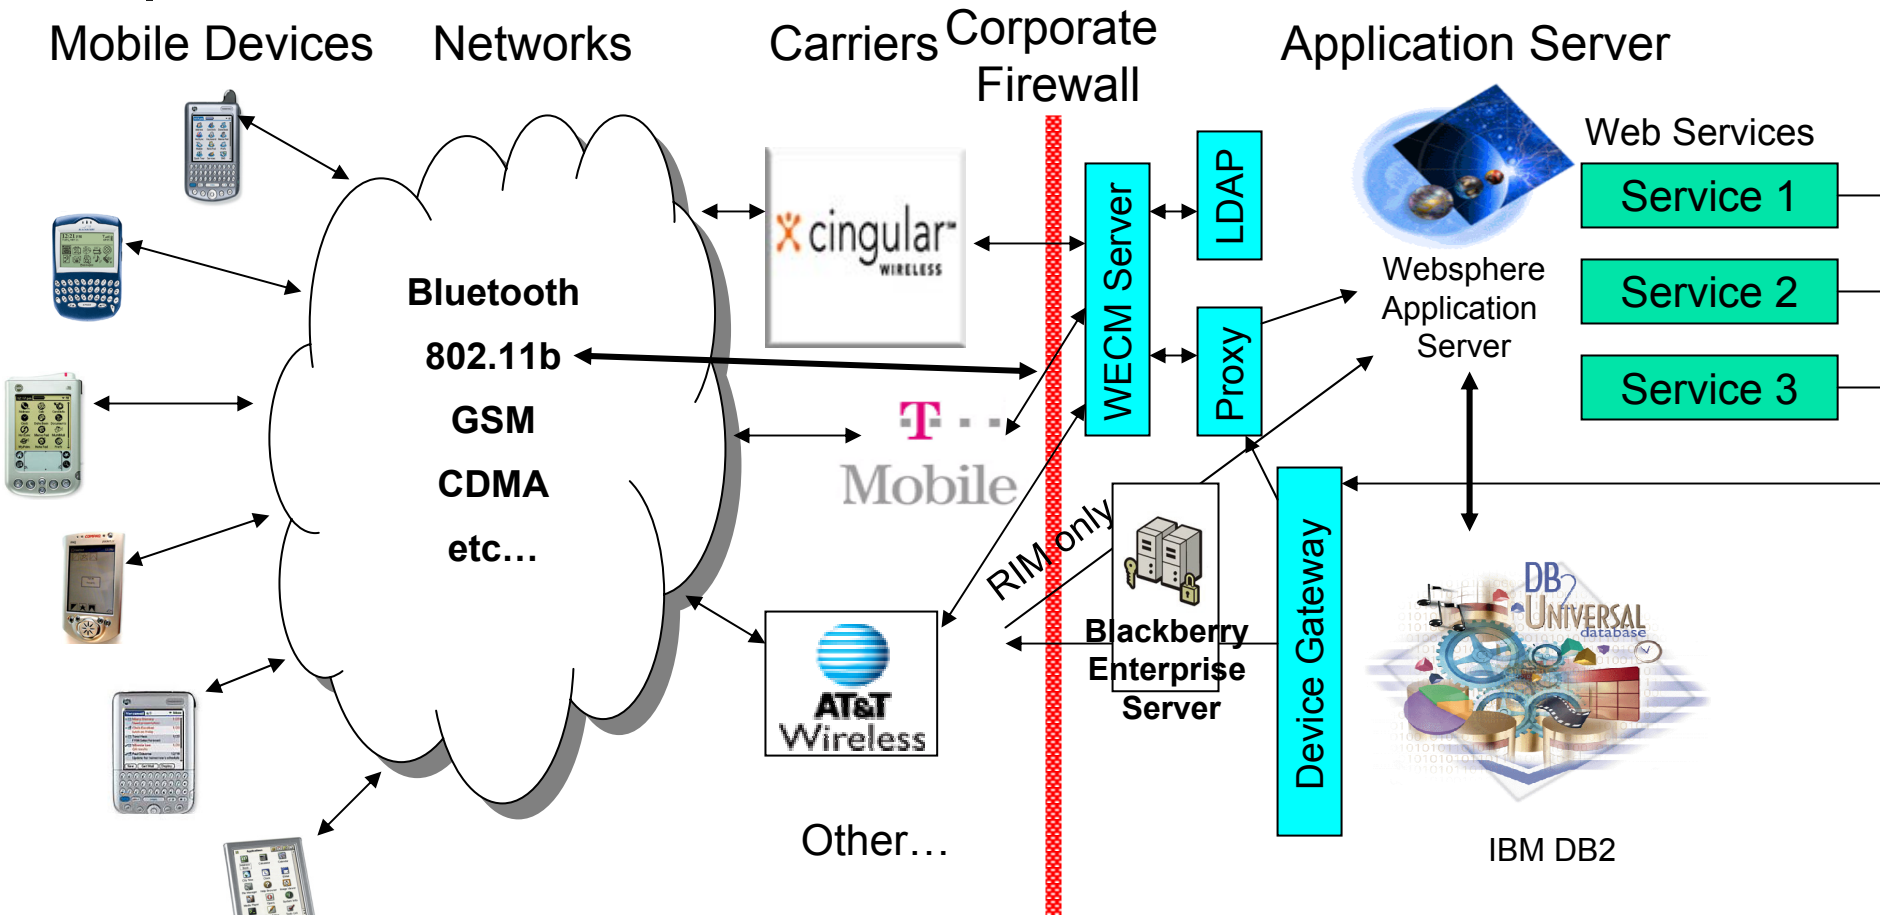 Mobile Devices
Networks
Carriers
Corporate
Firewall
Application Server
Bluetooth
802.11b
GSM
CDMA
etc…
cingular™
WIRELESS
T
Mobile
AT&T
Wireless
Other…
WECM Server
LDAP
Proxy
RIM only
Blackberry
Enterprise
Server
Device Gateway
Websphere
Application
Server
Web Services
Service 1
Service 2
Service 3
DB2
UNIVERSAL
database
IBM DB2